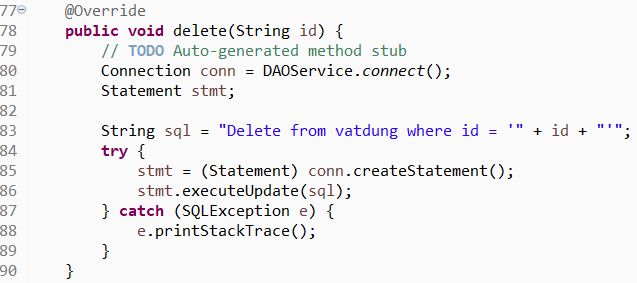 77 @Override
78 public void delete(String id) {
79 // TODO Auto-generated method stub
80 Connection conn = DAOService.connect();
81 Statement stmt;
82
83 String sql = "Delete from vatdung where id = '" + id + "'";
84 try {
85 stmt = (Statement) conn.createStatement();
86 stmt.executeUpdate(sql);
87 } catch (SQLException e) {
88 e.printStackTrace();
89 }
90 }